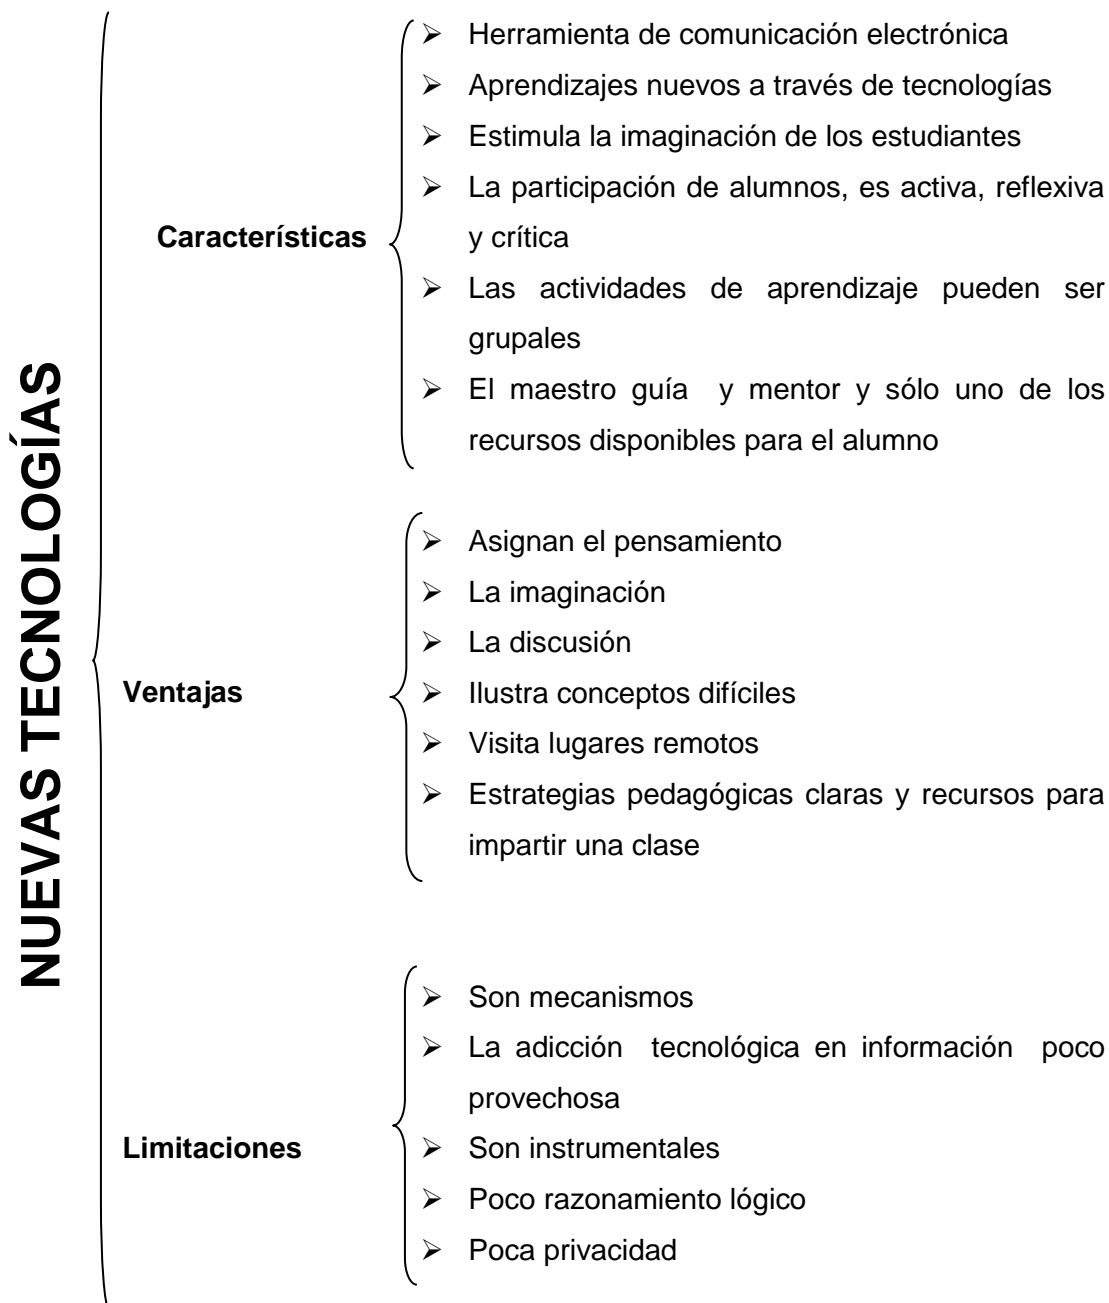 NUEVAS TECNOLOGÍAS
Características
➢ Herramienta de comunicación electrónica
➢ Aprendizajes nuevos a través de tecnologías
➢ Estimula la imaginación de los estudiantes
➢ La participación de alumnos, es activa, reflexiva
y crítica
➢ Las actividades de aprendizaje pueden ser
grupales
➢ El maestro guía y mentor y sólo uno de los
recursos disponibles para el alumno
Ventajas
➢ Asignan el pensamiento
➢ La imaginación
➢ La discusión
➢ Ilustra conceptos difíciles
➢ Visita lugares remotos
➢ Estrategias pedagógicas claras y recursos para
impartir una clase
Limitaciones
➢ Son mecanismos
➢ La adicción tecnológica en información poco
provechosa
➢ Son instrumentales
➢ Poco razonamiento lógico
➢ Poca privacidad